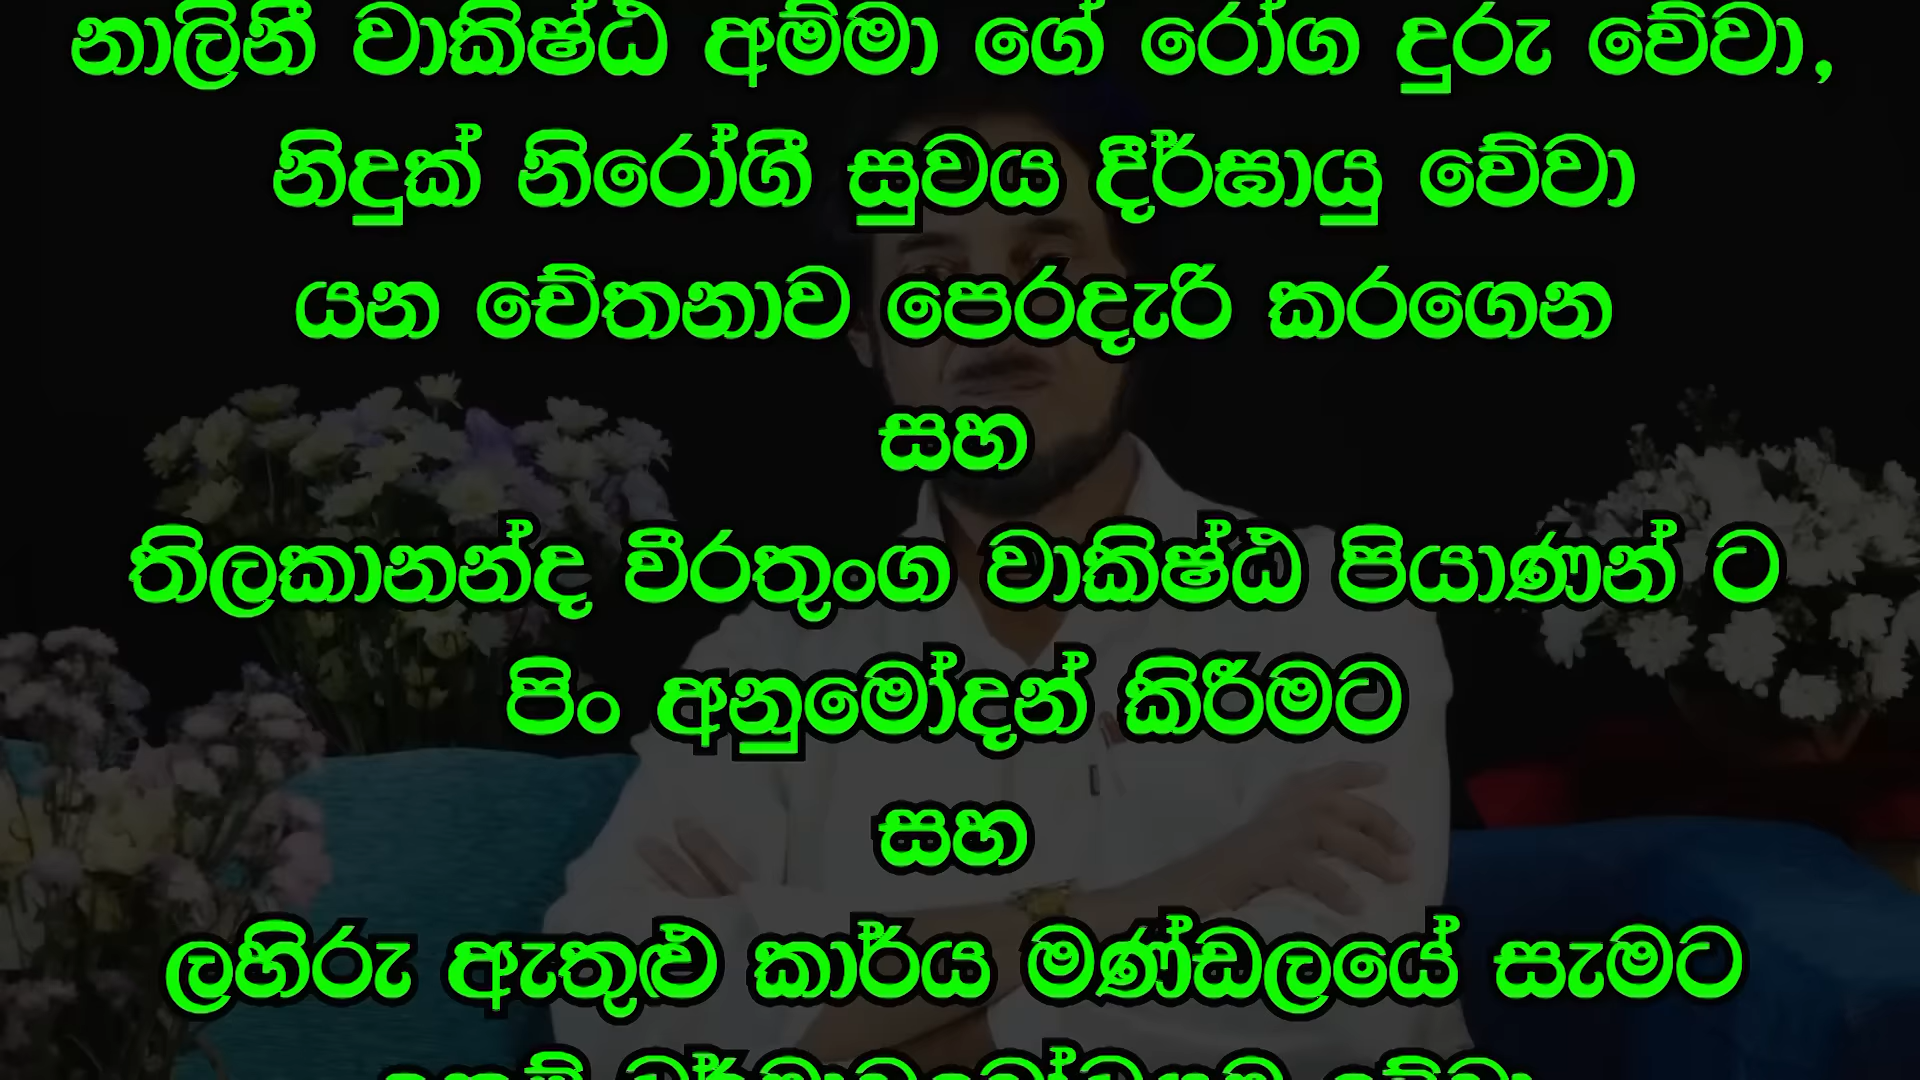 නාලිනී වාකිෂ්ඨ අම්මා ගේ රෝග දුරු වේවා,
නිදුක් නිරෝගී සුවය දීර්ඝායු වේවා
යන චේතනාව පෙරදැරි කරගෙන
සහ
තිලකානන්ද වීරතුංග වාකිෂ්ඨ පියාණන් ට
පිං අනුමෝදන් කිරීමට
සහ
ලහිරු ඇතුළු කාර්ය මණ්ඩලයේ සැමට